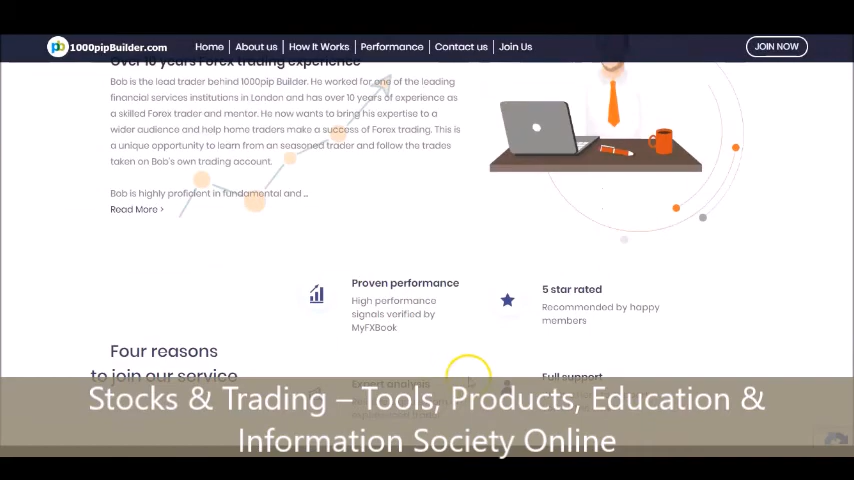 1000pipBuilder.com Home About us How It Works Performance Contact us Join Us JOIN NOW
Over 10 years Forex trading experience
Bob is the lead trader behind 1000pip Builder. He worked for one of the leading
financial services institutions in London and has over 10 years of experience as
a skilled Forex trader and mentor. He now wants to bring his expertise to a
wider audience and help home traders make a success of Forex trading. This is
a unique opportunity to learn from an seasoned trader and follow the trades
taken on Bob's own trading account.
Bob is highly proficient in fundamental and ...
Read More ›
Four reasons
to join our service
Proven performance
High performance
signals verified by
MyFXBook
5 star rated
Recommended by happy
members
Expert analysis
Full support
Stocks & Trading – Tools, Products, Education &
Information Society Online